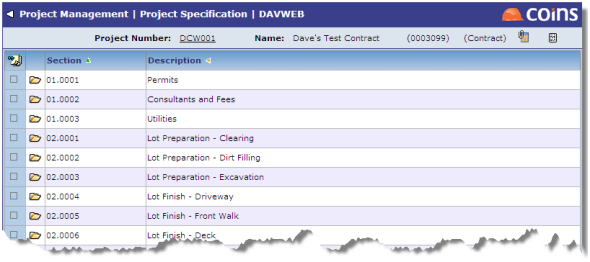 Project Management | Project Specification | DAVWEB COINS
Project Number: DCW001 Name: Dave's Test Contract (0003099) (Contract)
Section Description
01.0001 Permits
01.0002 Consultants and Fees
01.0003 Utilities
02.0001 Lot Preparation - Clearing
02.0002 Lot Preparation - Dirt Filling
02.0003 Lot Preparation - Excavation
02.0004 Lot Finish - Driveway
02.0005 Lot Finish - Front Walk
02.0006 Lot Finish - Deck